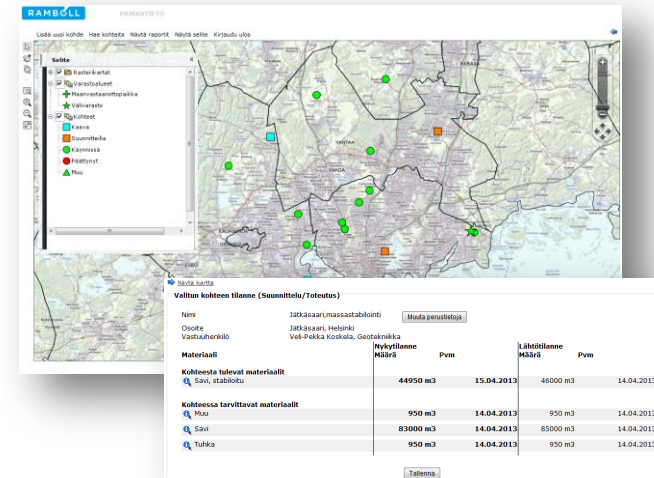 RAMBOLL
PAIKKATIETO
Lisää uusi kohde Hae kohteita Näytä raportit Näytä selite Kirjaudu ulos
Selite x
Rasterikartat
Varastoalueet
Maanvastaanottopaikka
Välivarasto
Kohteet
Kaava
Suunnitteilla
Käynnissä
Päättynyt
Muu
VANTAA
VANDA
KERAVA
KAUNIAINEN
Näytä kartta
Valitun kohteen tilanne (Suunnittelu/Toteutus)
Nimi Jätkäsaari,massastabilointi Muuta perustietoja
Osoite Jätkäsaari, Helsinki
Vastuuhenkilö Veli-Pekka Koskela, Geotekniikka
Nykytilanne Lähtötilanne
Materiaali Määrä Pvm Määrä Pvm
Kohteesta tulevat materiaalit
Savi, stabiloitu 44950 m3 15.04.2013 46000 m3 14.04.2013
Kohteessa tarvittavat materiaalit
Muu 950 m3 14.04.2013 950 m3 14.04.2013
Savi 83000 m3 14.04.2013 85000 m3 14.04.2013
Tuhka 950 m3 14.04.2013 950 m3 14.04.2013
Tallenna